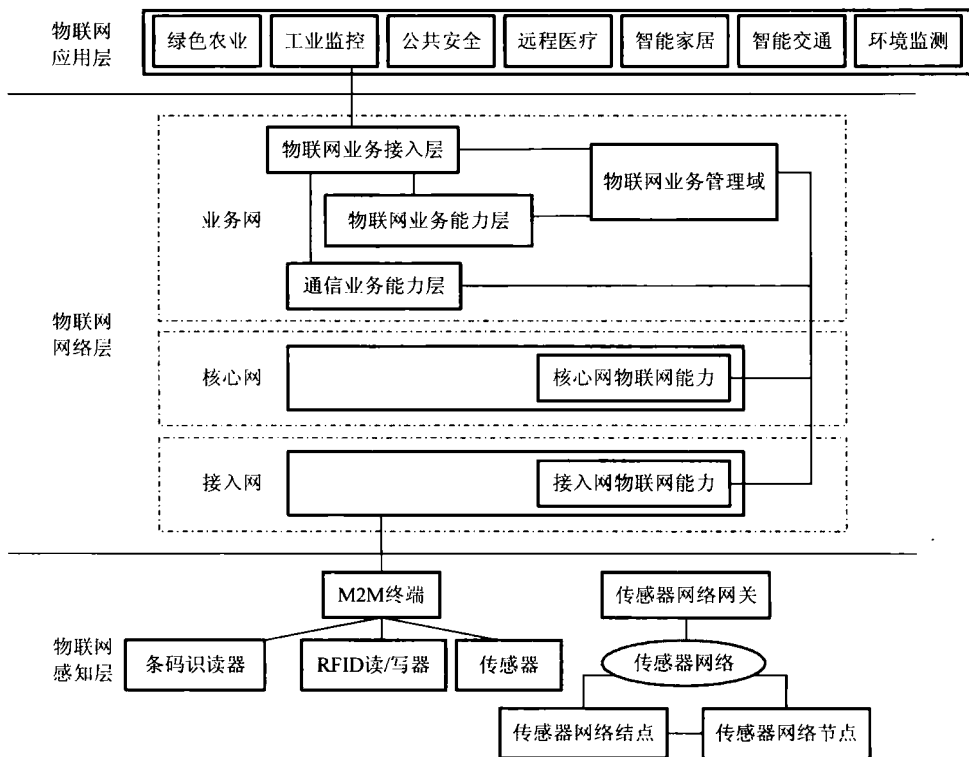 物联网
应用层
绿色农业
工业监控
公共安全
远程医疗
智能家居
智能交通
环境监测
物联网
网络层
业务网
物联网业务接入层
物联网业务管理域
物联网业务能力层
通信业务能力层
核心网
核心网物联网能力
接入网
接入网物联网能力
物联网
感知层
M2M终端
传感器网络网关
条码识读器
RFID读/写器
传感器
传感器网络
传感器网络结点
传感器网络节点